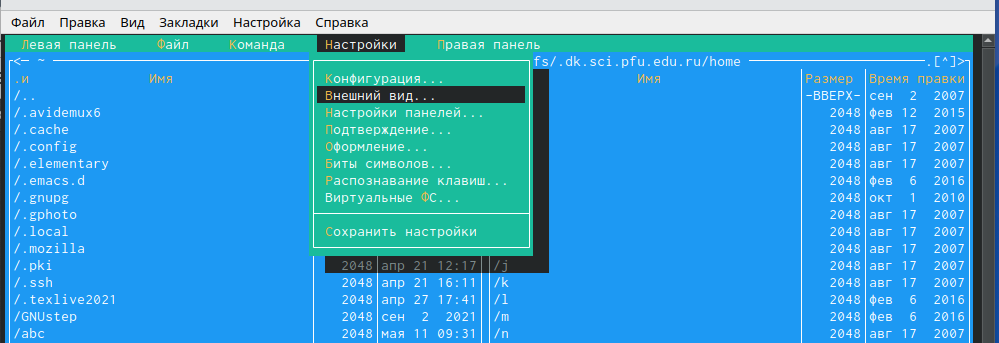 Файл Правка Вид Закладки Настройка Справка
Левая панель Файл Команда Настройки Правая панель
<─ ~ fs/.dk.sci.pfu.edu.ru/home .[^]>
.и Имя Конфигурация... Имя Размер Время правки
/.. Внешний вид... -ВВЕРХ- сен 2 2007
/.avidemux6 Настройки панелей... 2048 фев 12 2015
/.cache Подтверждение... 2048 авг 17 2007
/.config Оформление... 2048 авг 17 2007
/.elementary Биты символов... 2048 авг 17 2007
/.emacs.d Распознавание клавиш... 2048 фев 6 2016
/.gnupg Виртуальные ФС... 2048 окт 1 2010
/.gphoto 2048 авг 17 2007
/.local Сохранить настройки 2048 авг 17 2007
/.mozilla 2048 авг 17 2007
/.pki 2048 апр 21 12:17 /j 2048 авг 17 2007
/.ssh 2048 апр 21 16:11 /k 2048 авг 17 2007
/.texlive2021 2048 апр 27 17:41 /l 2048 фев 6 2016
/GNUstep 2048 сен 2 2021 /m 2048 фев 6 2016
/abc 2048 мая 11 09:31 /n 2048 авг 17 2007